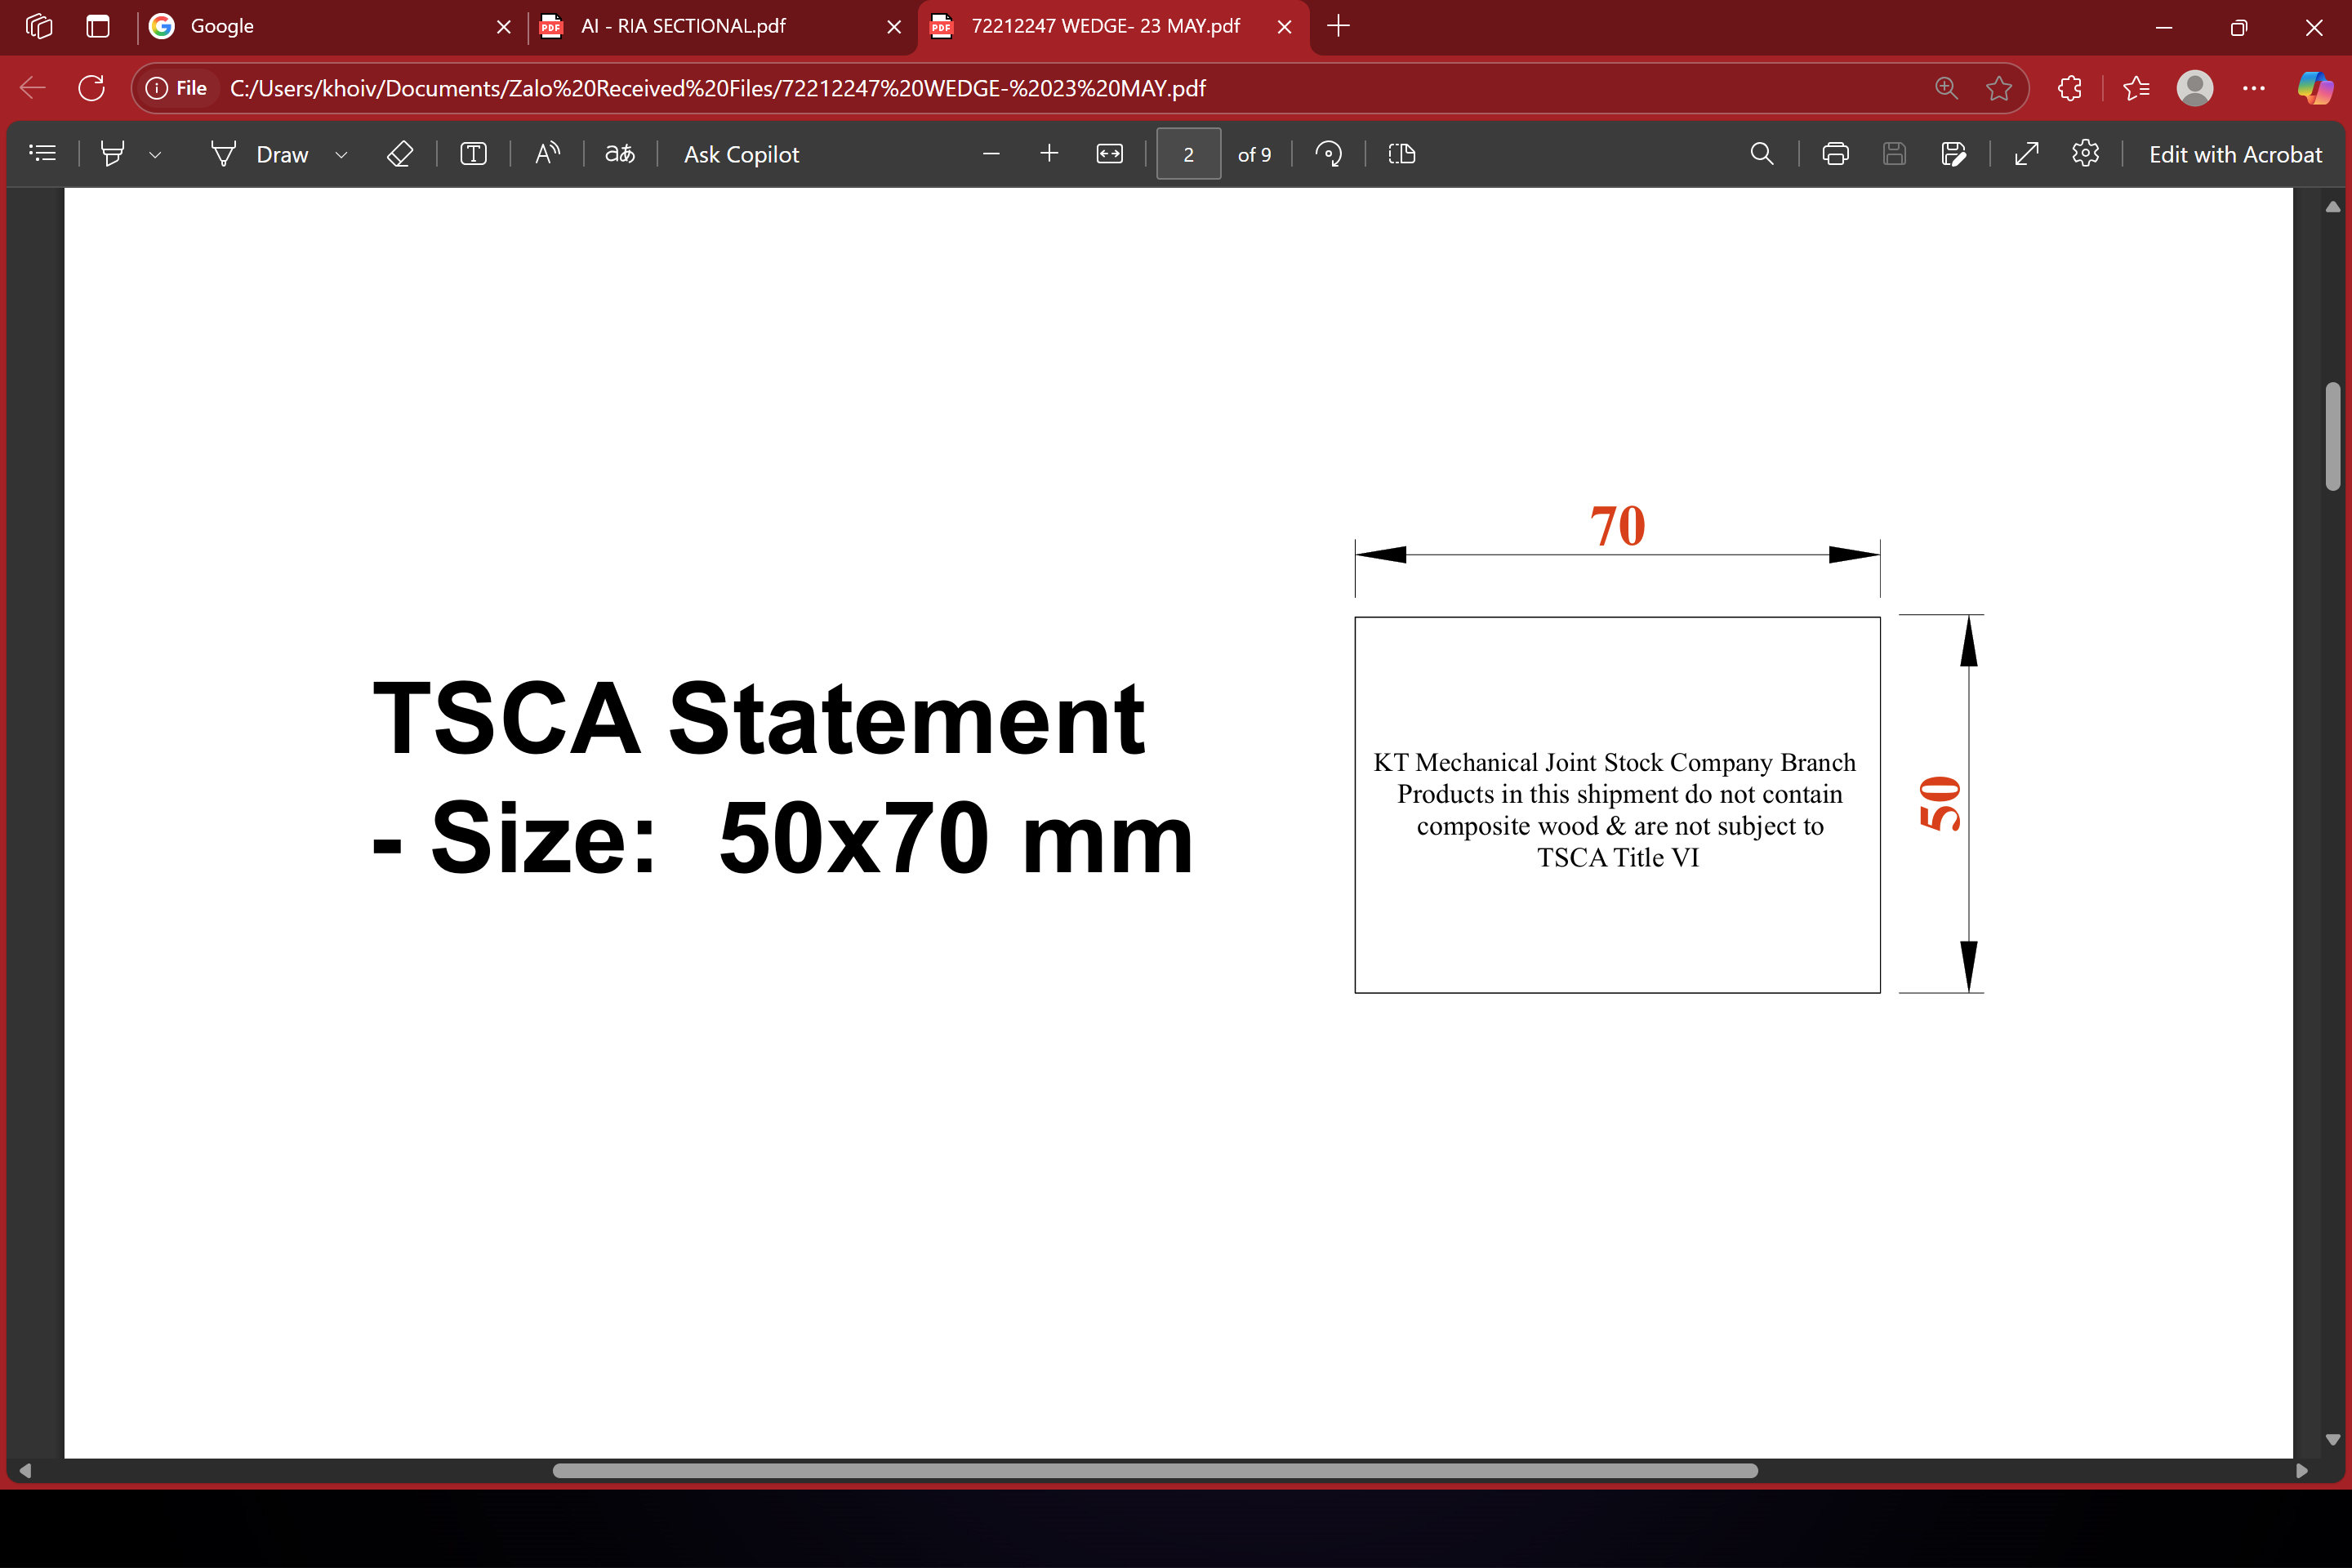 Google
AI - RIA SECTIONAL.pdf
72212247 WEDGE- 23 MAY.pdf
File
C:/Users/khoiv/Documents/Zalo%20Received%20Files/72212247%20WEDGE-%2023%20MAY.pdf
Draw
aあ
Ask Copilot
2
of 9
Edit with Acrobat
TSCA Statement
- Size: 50x70 mm
70
50
KT Mechanical Joint Stock Company Branch
Products in this shipment do not contain
composite wood & are not subject to
TSCA Title VI